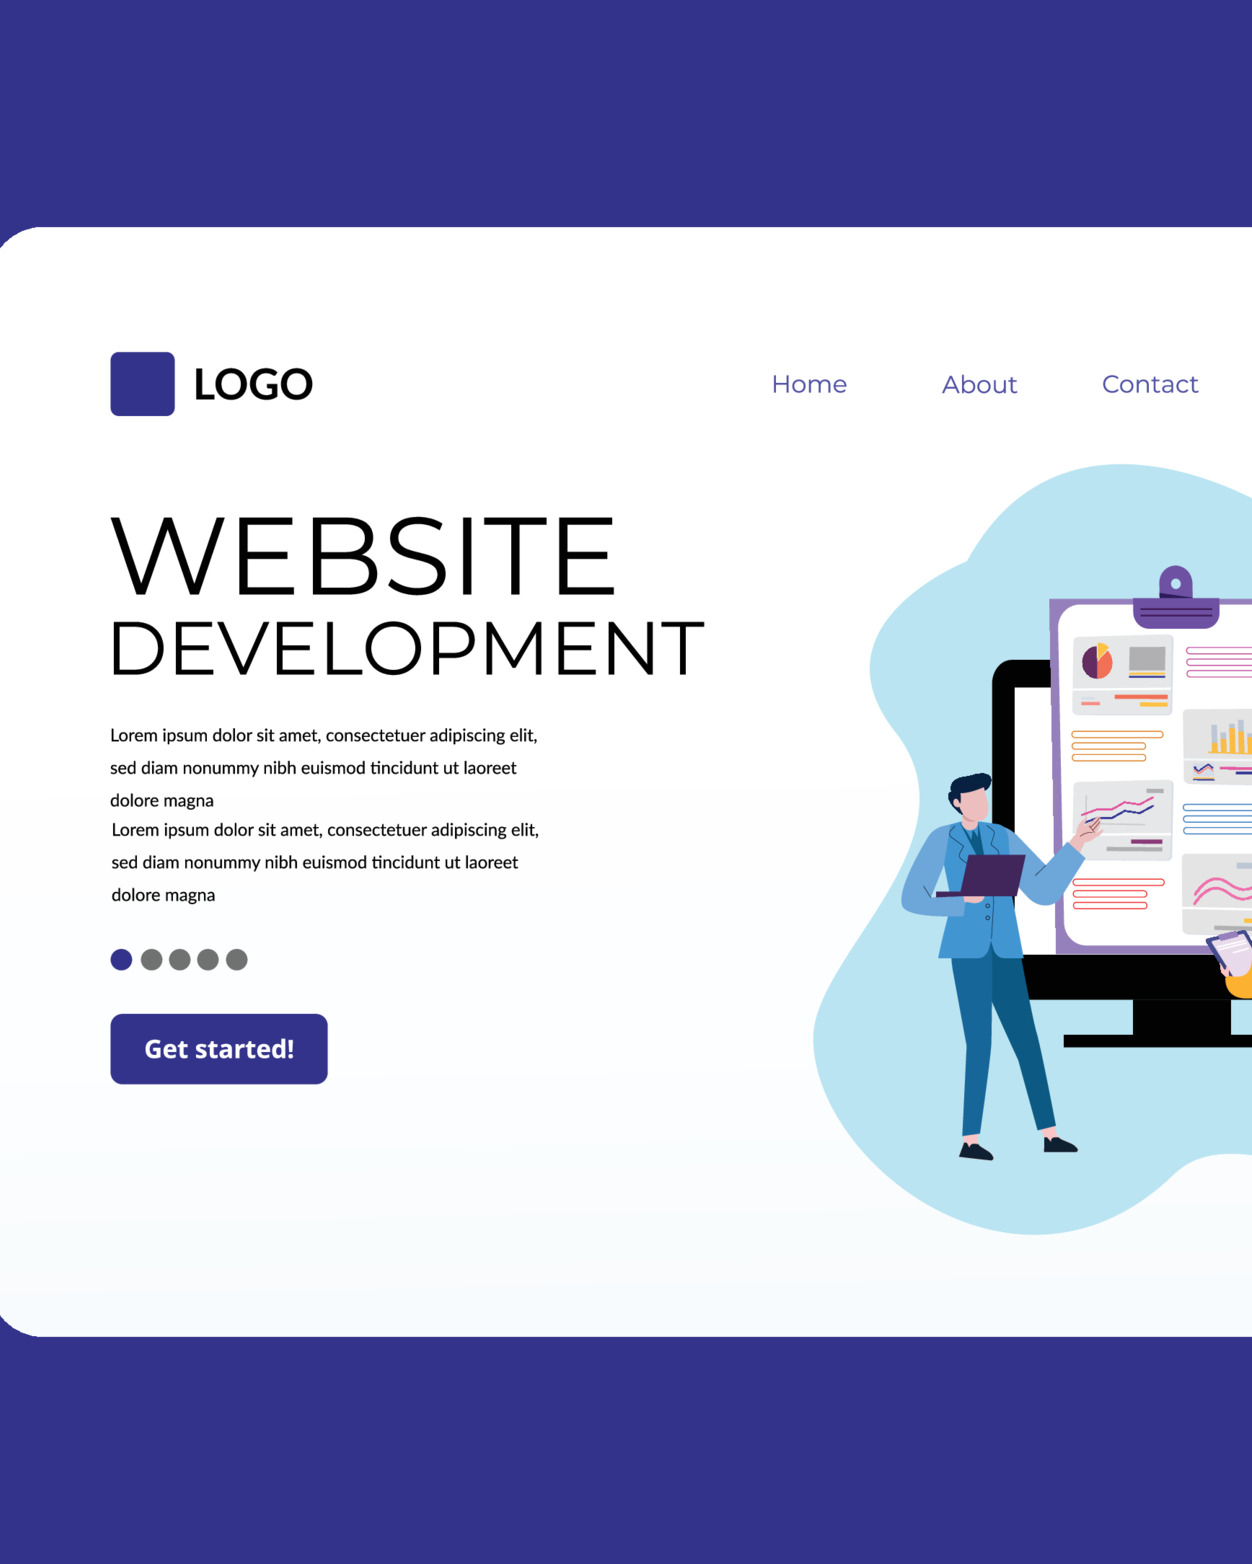 LOGO
Home About Contact
WEBSITE
DEVELOPMENT
Lorem ipsum dolor sit amet, consectetuer adipiscing elit,
sed diam nonummy nibh euismod tincidunt ut laoreet
dolore magna
Lorem ipsum dolor sit amet, consectetuer adipiscing elit,
sed diam nonummy nibh euismod tincidunt ut laoreet
dolore magna
Get started!